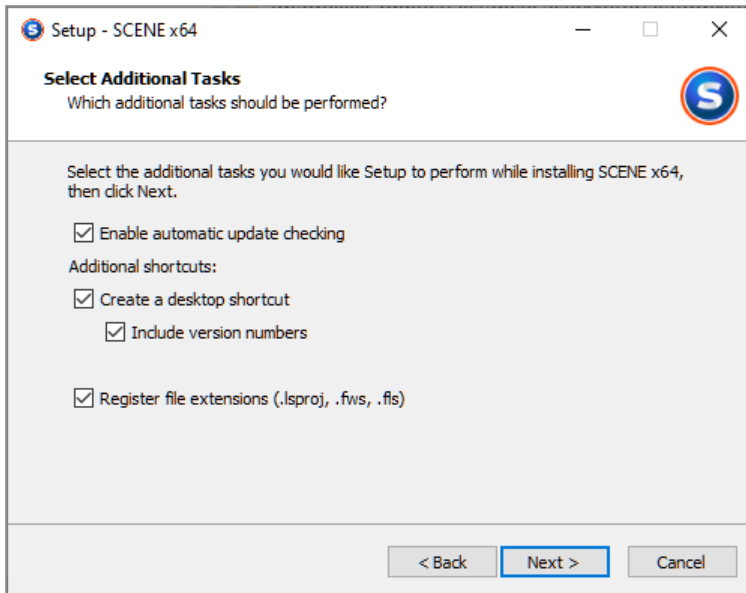 Setup - SCENE x64
Select Additional Tasks
Which additional tasks should be performed?
S
Select the additional tasks you would like Setup to perform while installing SCENE x64,
then click Next.
Enable automatic update checking
Additional shortcuts:
Create a desktop shortcut
Include version numbers
Register file extensions (.lsproj, .fws, .fls)
< Back
Next >
Cancel